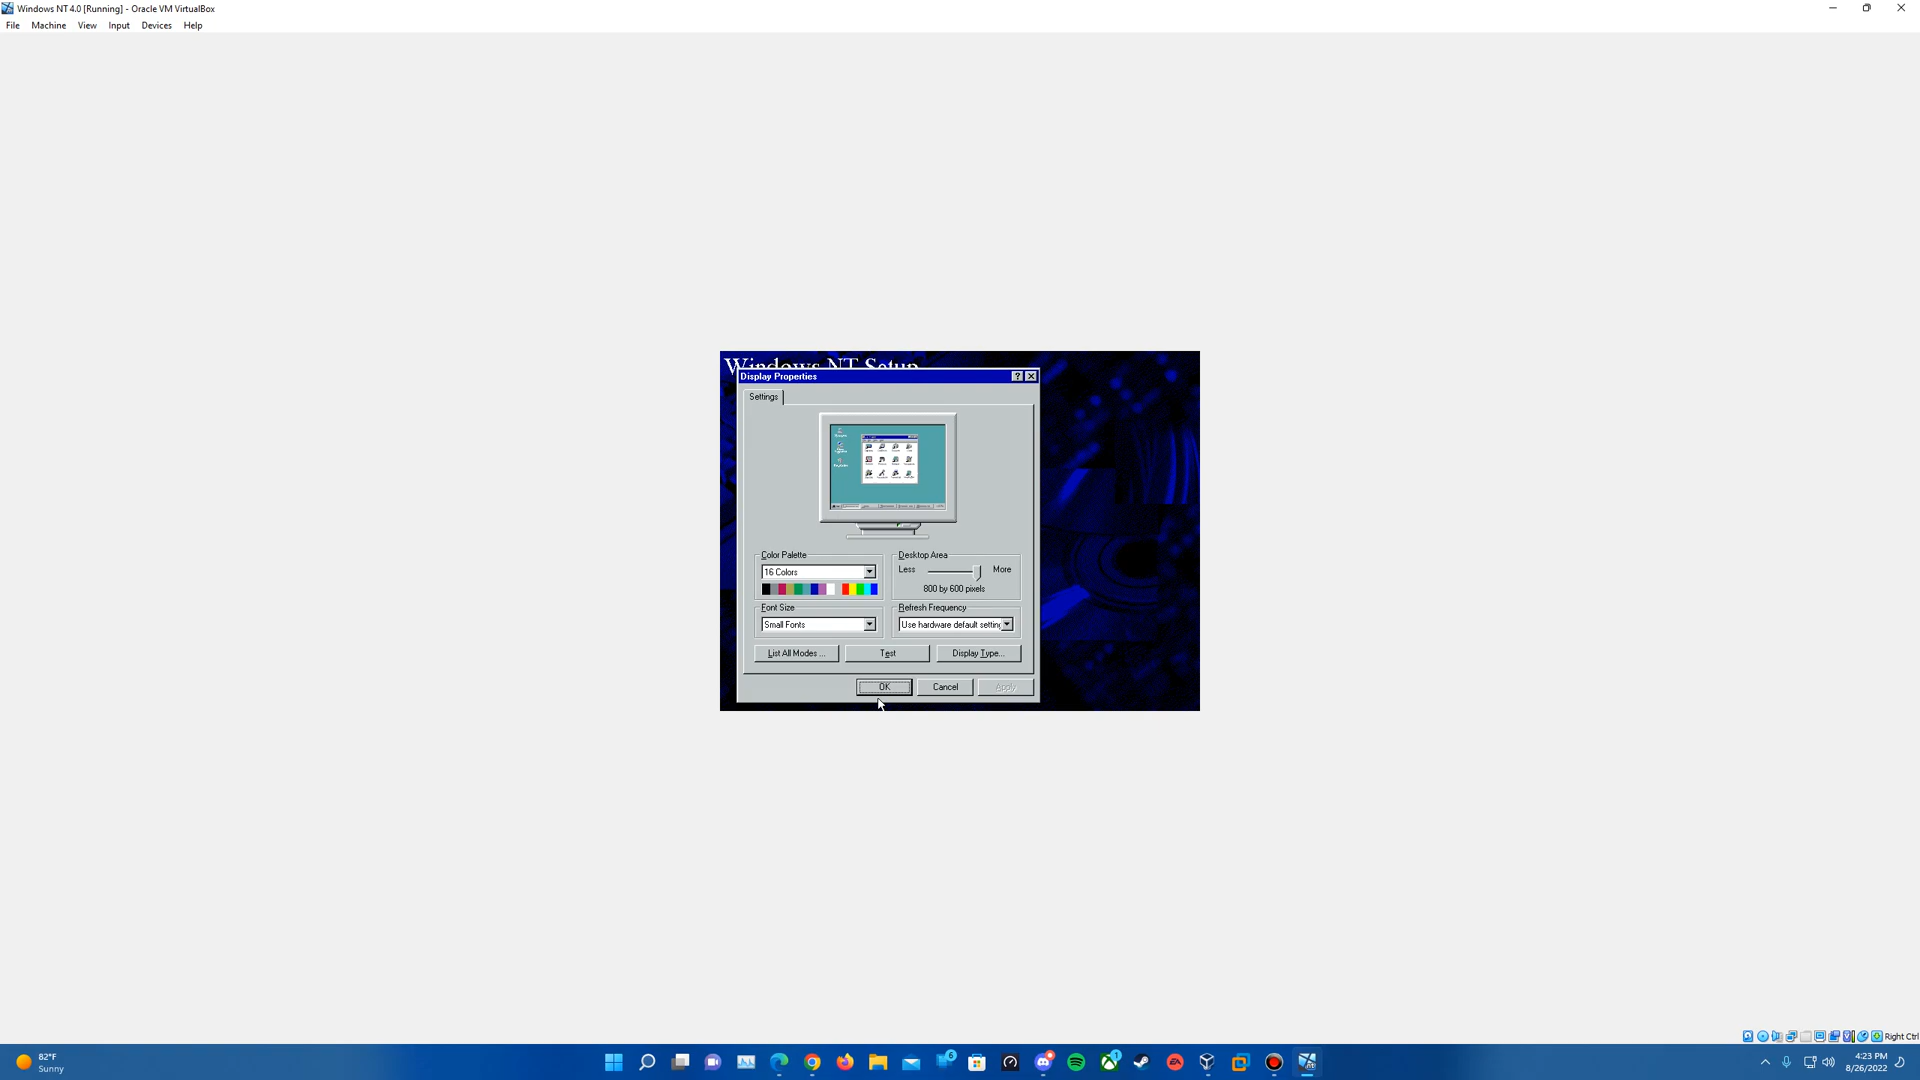 Windows NT 4.0 [Running] - Oracle VM VirtualBox
File Machine View Input Devices Help
Windows NT Setup
Display Properties
Settings
Color Palette
16 Colors
Desktop Area
Less More
800 by 600 pixels
Font Size
Small Fonts
Refresh Frequency
Use hardware default setting
List All Modes ... Test Display Type...
OK Cancel Apply
Right Ctrl
82°F
Sunny
6
1
4:23 PM
8/26/2022